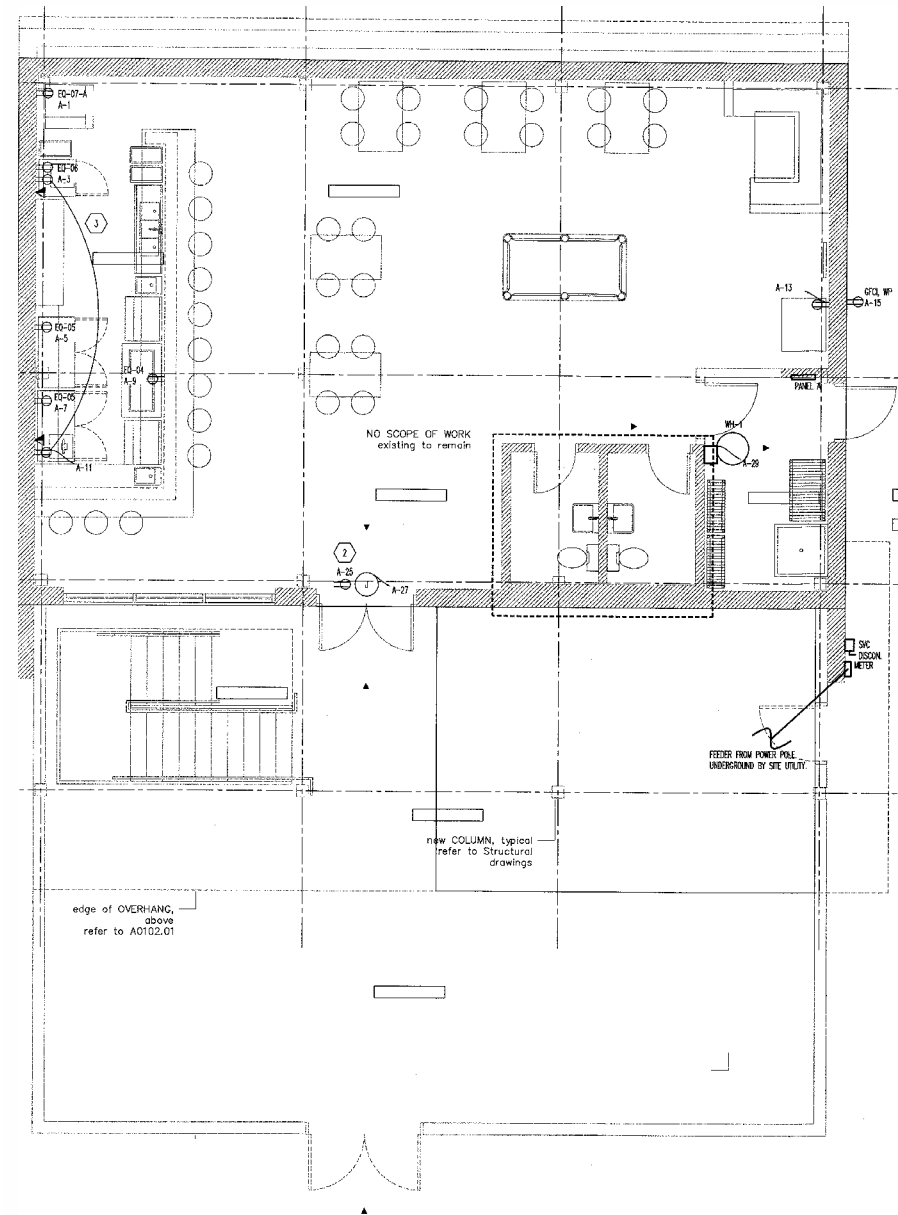 EQ-07-A
A-1
EQ-06
A-3
3
EQ-05
A-5
EQ-04
A-9
EQ-05
A-7
A-11
A-13
GFCI, WP
A-15
PANEL A
NO SCOPE OF WORK
existing to remain
WH-1
A-29
2
A-25
J
A-27
SVC
DISCON.
METER
FEEDER FROM POWER POLE.
UNDERGROUND BY SITE UTILITY.
new COLUMN, typical
refer to Structural
drawings
edge of OVERHANG,
above
refer to A0102.01